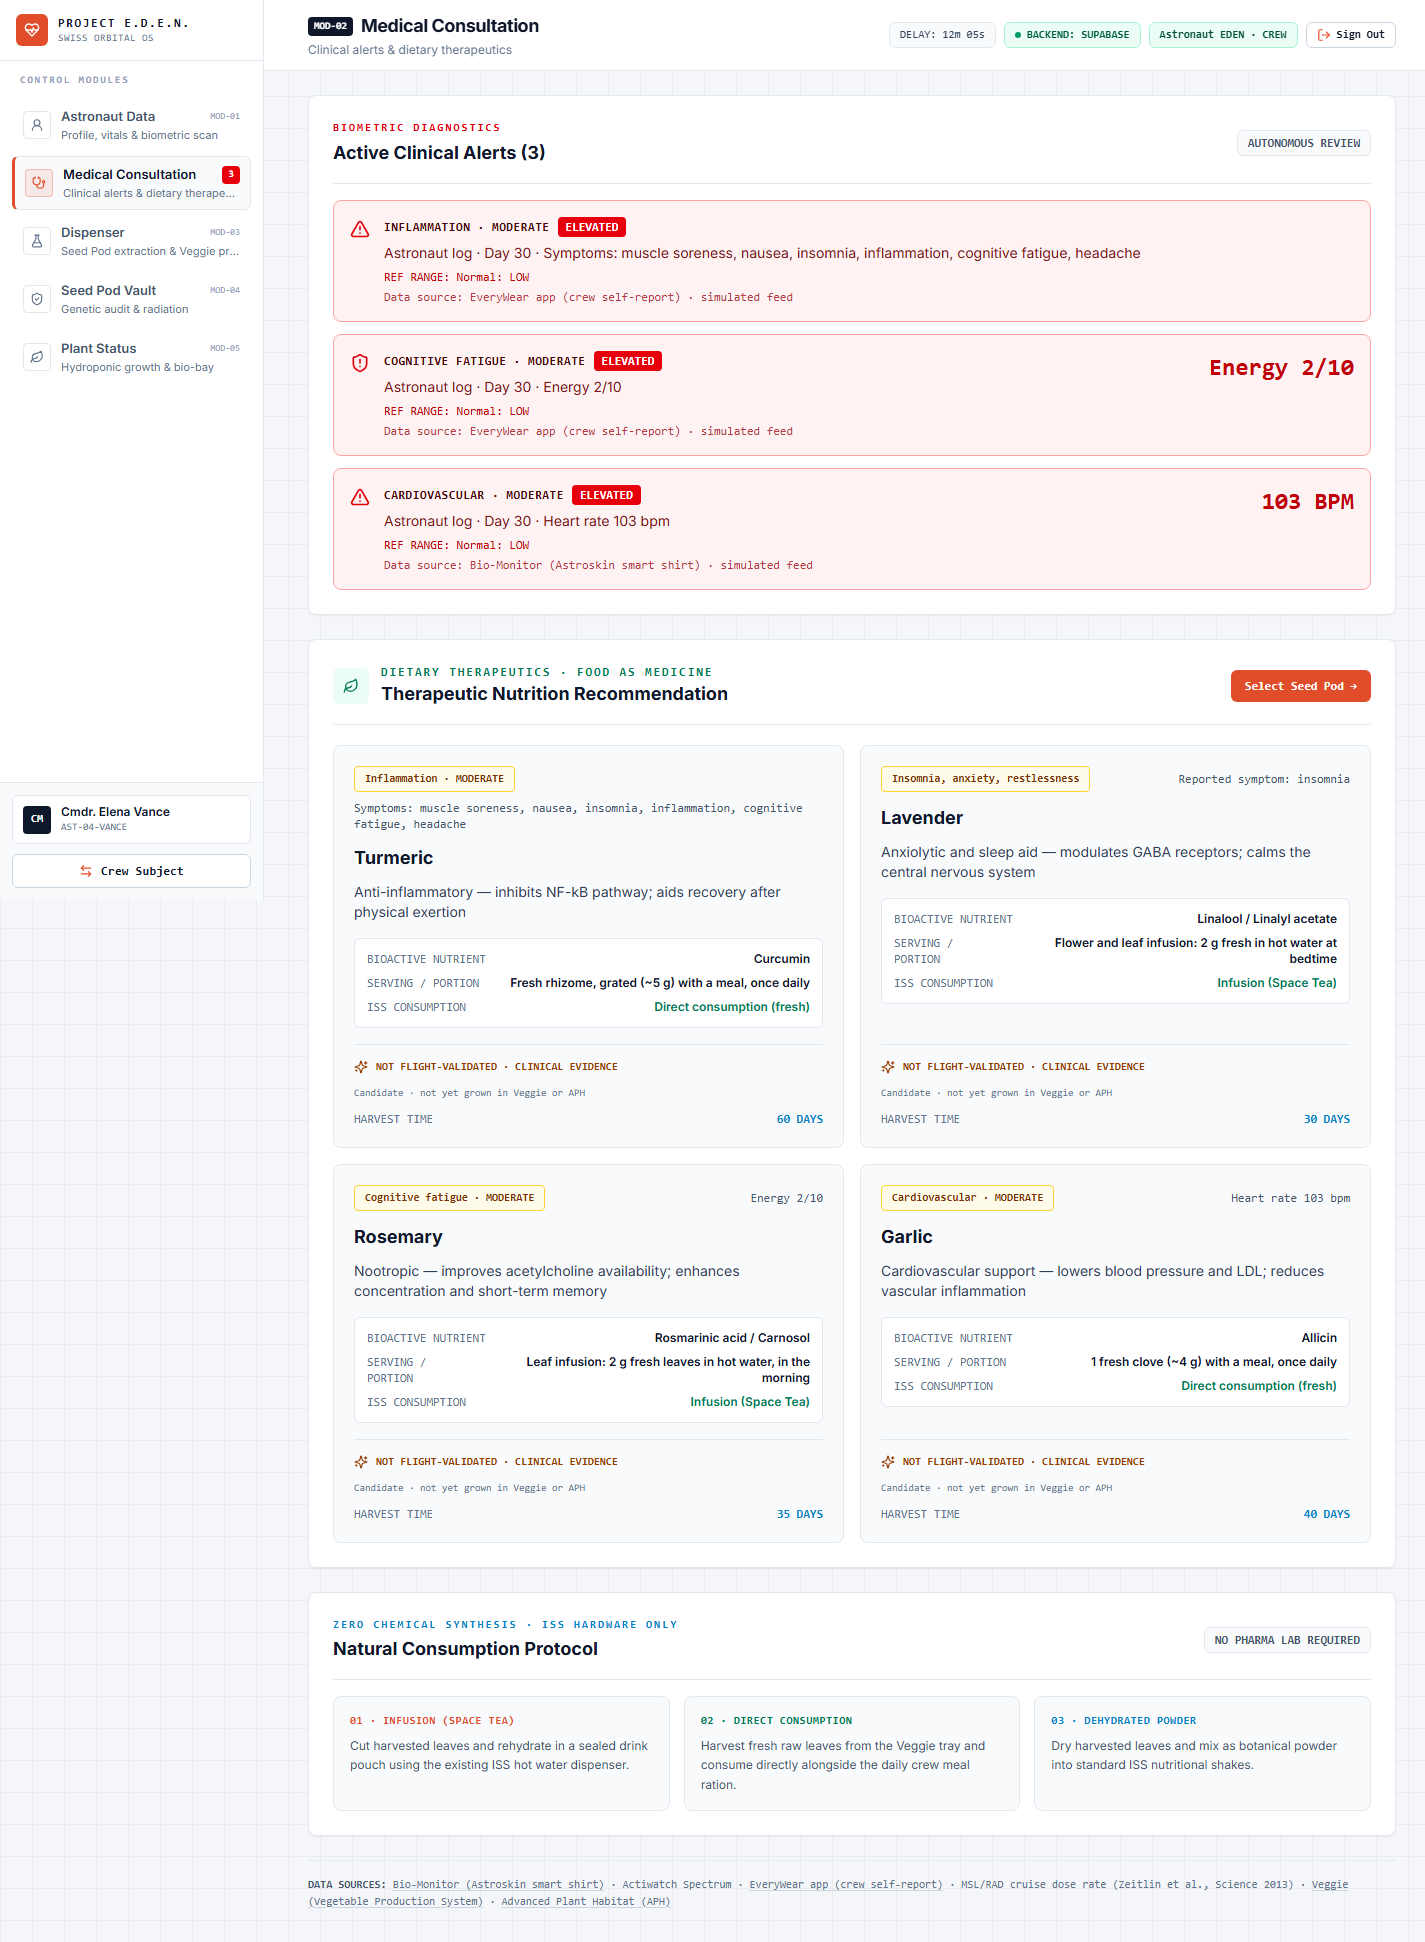 PROJECT E.D.E.N.
SWISS ORBITAL OS
CONTROL MODULES
Astronaut Data
MOD-01
Profile, vitals & biometric scan
Medical Consultation
3
Clinical alerts & dietary therape...
Dispenser
MOD-03
Seed Pod extraction & Veggie pr...
Seed Pod Vault
MOD-04
Genetic audit & radiation
Plant Status
MOD-05
Hydroponic growth & bio-bay
CM
Cmdr. Elena Vance
AST-04-VANCE
Crew Subject
MOD-02
Medical Consultation
Clinical alerts & dietary therapeutics
DELAY: 12m 05s
BACKEND: SUPABASE
Astronaut EDEN · CREW
Sign Out
BIOMETRIC DIAGNOSTICS
Active Clinical Alerts (3)
AUTONOMOUS REVIEW
INFLAMMATION · MODERATE
ELEVATED
Astronaut log · Day 30 · Symptoms: muscle soreness, nausea, insomnia, inflammation, cognitive fatigue, headache
REF RANGE: Normal: LOW
Data source: EveryWear app (crew self-report) · simulated feed
COGNITIVE FATIGUE · MODERATE
ELEVATED
Energy 2/10
Astronaut log · Day 30 · Energy 2/10
REF RANGE: Normal: LOW
Data source: EveryWear app (crew self-report) · simulated feed
CARDIOVASCULAR · MODERATE
ELEVATED
103 BPM
Astronaut log · Day 30 · Heart rate 103 bpm
REF RANGE: Normal: LOW
Data source: Bio-Monitor (Astroskin smart shirt) · simulated feed
DIETARY THERAPEUTICS · FOOD AS MEDICINE
Therapeutic Nutrition Recommendation
Select Seed Pod →
Inflammation · MODERATE
Symptoms: muscle soreness, nausea, insomnia, inflammation, cognitive
fatigue, headache
Turmeric
Anti-inflammatory — inhibits NF-kB pathway; aids recovery after
physical exertion
BIOACTIVE NUTRIENT
Curcumin
SERVING / PORTION
Fresh rhizome, grated (~5 g) with a meal, once daily
ISS CONSUMPTION
Direct consumption (fresh)
NOT FLIGHT-VALIDATED · CLINICAL EVIDENCE
Candidate · not yet grown in Veggie or APH
HARVEST TIME
60 DAYS
Insomnia, anxiety, restlessness
Reported symptom: insomnia
Lavender
Anxiolytic and sleep aid — modulates GABA receptors; calms the
central nervous system
BIOACTIVE NUTRIENT
Linalool / Linalyl acetate
SERVING /
PORTION
Flower and leaf infusion: 2 g fresh in hot water at
bedtime
ISS CONSUMPTION
Infusion (Space Tea)
NOT FLIGHT-VALIDATED · CLINICAL EVIDENCE
Candidate · not yet grown in Veggie or APH
HARVEST TIME
30 DAYS
Cognitive fatigue · MODERATE
Energy 2/10
Rosemary
Nootropic — improves acetylcholine availability; enhances
concentration and short-term memory
BIOACTIVE NUTRIENT
Rosmarinic acid / Carnosol
SERVING /
PORTION
Leaf infusion: 2 g fresh leaves in hot water, in the
morning
ISS CONSUMPTION
Infusion (Space Tea)
NOT FLIGHT-VALIDATED · CLINICAL EVIDENCE
Candidate · not yet grown in Veggie or APH
HARVEST TIME
35 DAYS
Cardiovascular · MODERATE
Heart rate 103 bpm
Garlic
Cardiovascular support — lowers blood pressure and LDL; reduces
vascular inflammation
BIOACTIVE NUTRIENT
Allicin
SERVING / PORTION
1 fresh clove (~4 g) with a meal, once daily
ISS CONSUMPTION
Direct consumption (fresh)
NOT FLIGHT-VALIDATED · CLINICAL EVIDENCE
Candidate · not yet grown in Veggie or APH
HARVEST TIME
40 DAYS
ZERO CHEMICAL SYNTHESIS · ISS HARDWARE ONLY
Natural Consumption Protocol
NO PHARMA LAB REQUIRED
01 · INFUSION (SPACE TEA)
Cut harvested leaves and rehydrate in a sealed drink
pouch using the existing ISS hot water dispenser.
02 · DIRECT CONSUMPTION
Harvest fresh raw leaves from the Veggie tray and
consume directly alongside the daily crew meal
ration.
03 · DEHYDRATED POWDER
Dry harvested leaves and mix as botanical powder
into standard ISS nutritional shakes.
DATA SOURCES: Bio-Monitor (Astroskin smart shirt) · Actiwatch Spectrum · EveryWear app (crew self-report) · MSL/RAD cruise dose rate (Zeitlin et al., Science 2013) · Veggie
(Vegetable Production System) · Advanced Plant Habitat (APH)